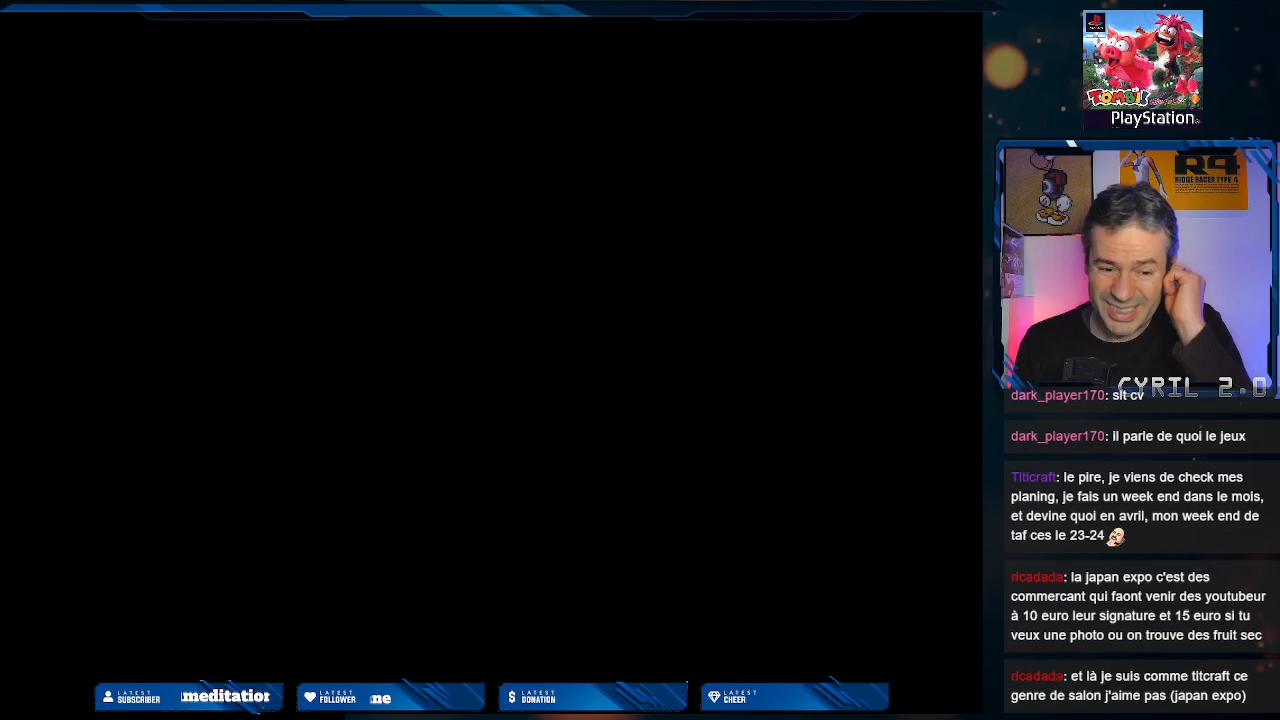 TOMBI!
PlayStation
R4
RIDGE RACER TYPE 4
CYRIL 2.0
dark_player170: slt cv
dark_player170: il parle de quoi le jeux
Titicraft: le pire, je viens de check mes
planing, je fais un week end dans le mois,
et devine quoi en avril, mon week end de
taf ces le 23-24
ricadada: la japan expo c'est des
commercant qui faont venir des youtubeur
à 10 euro leur signature et 15 euro si tu
veux une photo ou on trouve des fruit sec
ricadada: et là je suis comme titcraft ce
genre de salon j'aime pas (japan expo)
LATEST
SUBSCRIBER
meditation
LATEST
FOLLOWER
me
LATEST
DONATION
LATEST
CHEER